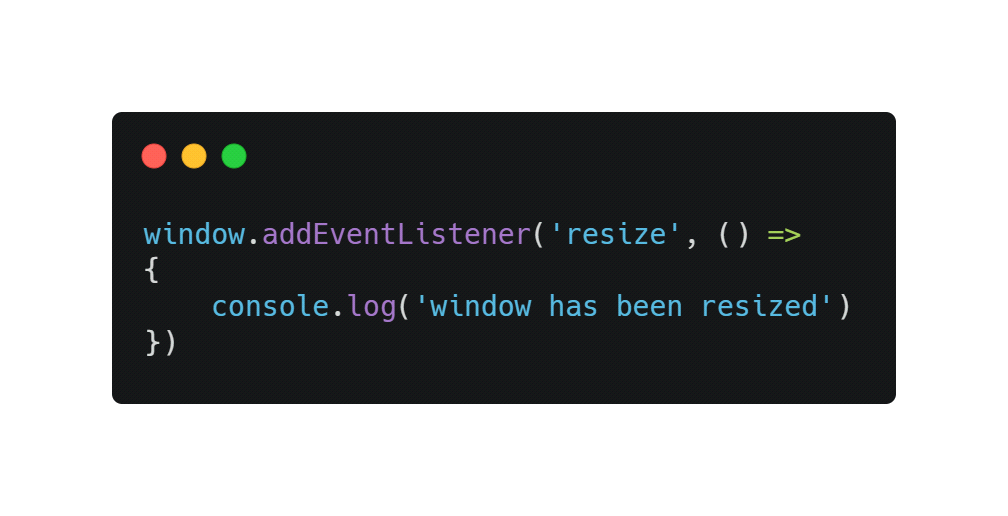 window.addEventListener('resize', () =>
{
    console.log('window has been resized')
})